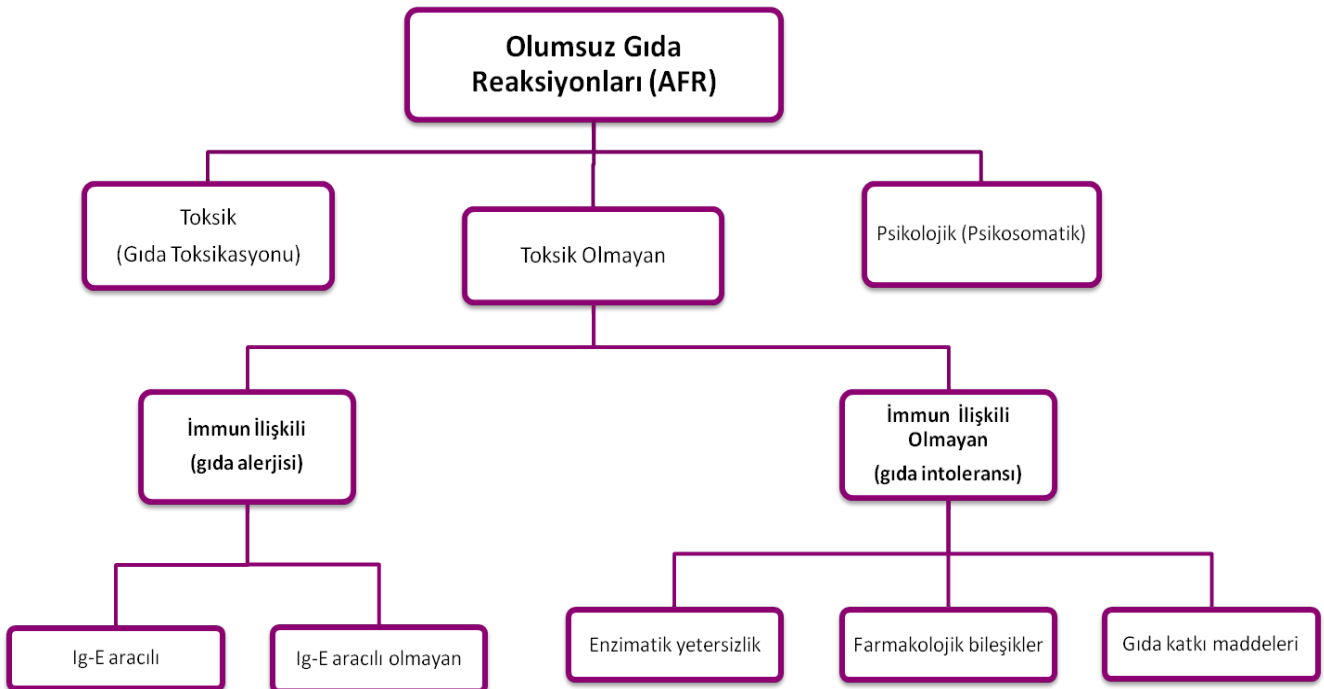 Olumsuz Gıda
Reaksiyonları (AFR)
Toksik
(Gıda Toksikasyonu)
Toksik Olmayan
Psikolojik (Psikosomatik)
İmmun İlişkili
(gıda alerjisi)
İmmun İlişkili
Olmayan
(gıda intoleransı)
Ig-E aracılı
Ig-E aracılı olmayan
Enzimatik yetersizlik
Farmakolojik bileşikler
Gıda katkı maddeleri